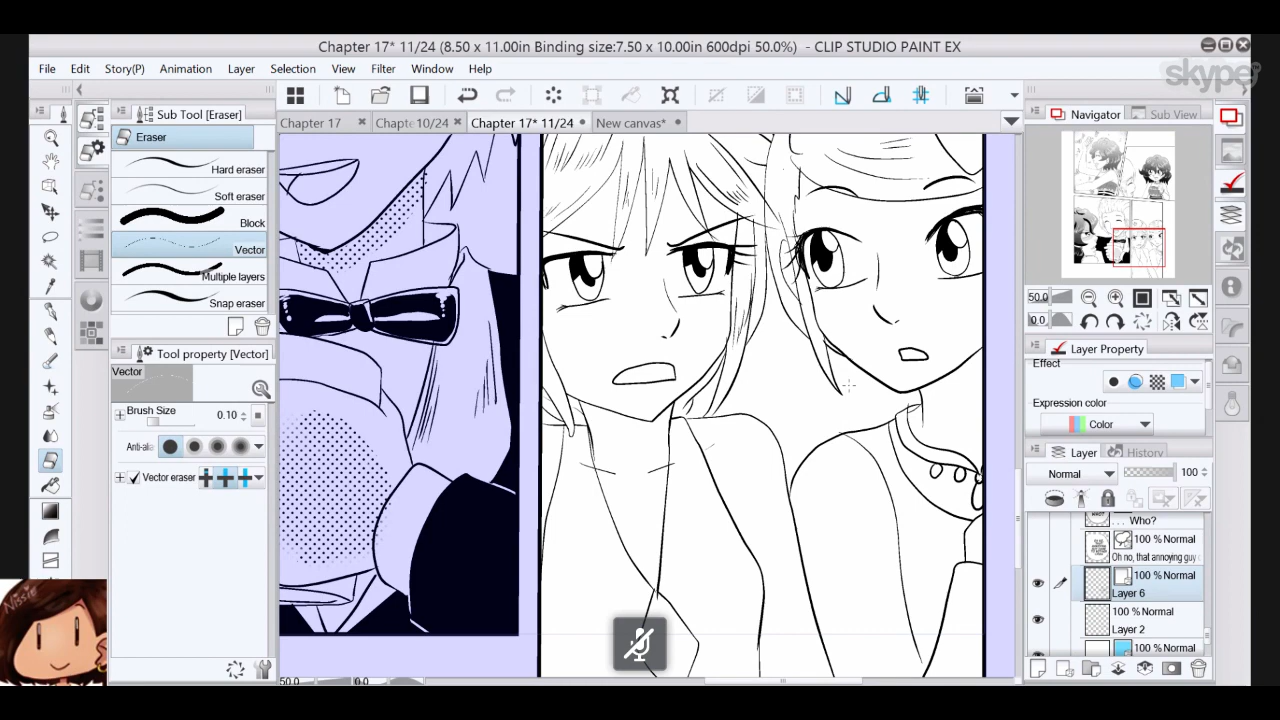 Chapter 17* 11/24 (8.50 x 11.00in Binding size:7.50 x 10.00in 600dpi 50.0%) - CLIP STUDIO PAINT EX
skype
File Edit Story(P) Animation Layer Selection View Filter Window Help
Sub Tool [Eraser]
Eraser
Hard eraser
Soft eraser
Block
Vector
Multiple layers
Snap eraser
Tool property [Vector]
Vector
Brush Size 0.10
Anti-alia
Vector eraser
Nissie
Chapter 17 Chapte 10/24 Chapter 17* 11/24 New canvas*
50.0 0.0
Navigator Sub View
50.0
0.0
Layer Property
Effect
Expression color
Color
Layer History
Normal 100
. . . Who?
100 % Normal
Oh no, that annoying guy
100 % Normal
Layer 6
100 % Normal
Layer 2
100 % Normal